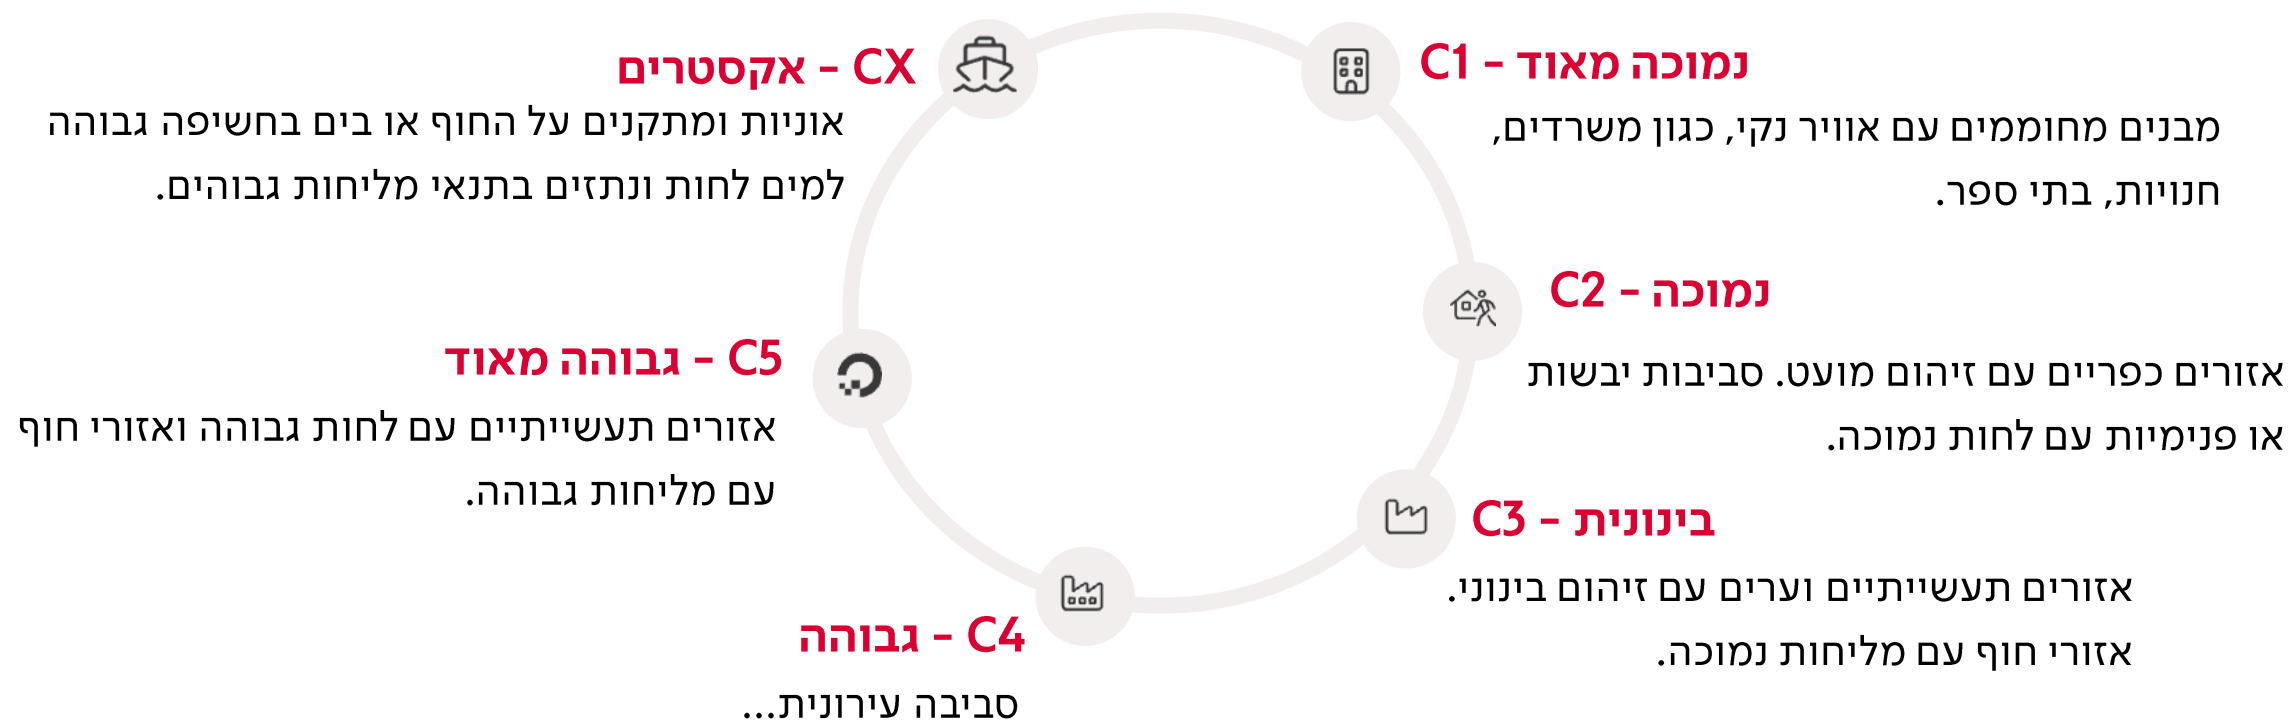 נמוכה מאוד - C1
מבנים מחוממים עם אוויר נקי, כגון משרדים,
חנויות, בתי ספר.
נמוכה - C2
אזורים כפריים עם זיהום מועט. סביבות יבשות
או פנימיות עם לחות נמוכה.
בינונית - C3
אזורים תעשייתיים וערים עם זיהום בינוני.
אזורי חוף עם מליחות נמוכה.
C4 - גבוהה
סביבה עירונית...
C5 - גבוהה מאוד
אזורים תעשייתיים עם לחות גבוהה ואזורי חוף
עם מליחות גבוהה.
CX - אקסטרים
אוניות ומתקנים על החוף או בים בחשיפה גבוהה
למים לחות ונתזים בתנאי מליחות גבוהים.